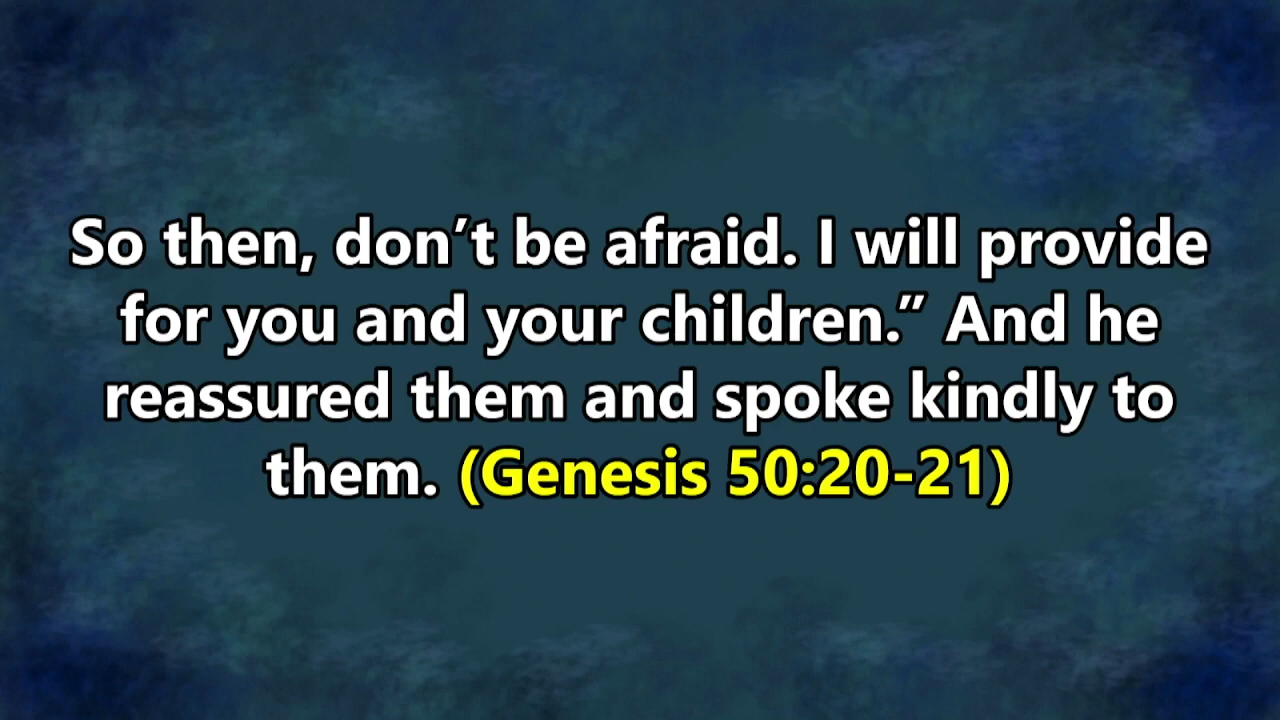 So then, don’t be afraid. I will provide
for you and your children.” And he
reassured them and spoke kindly to
them. (Genesis 50:20-21)